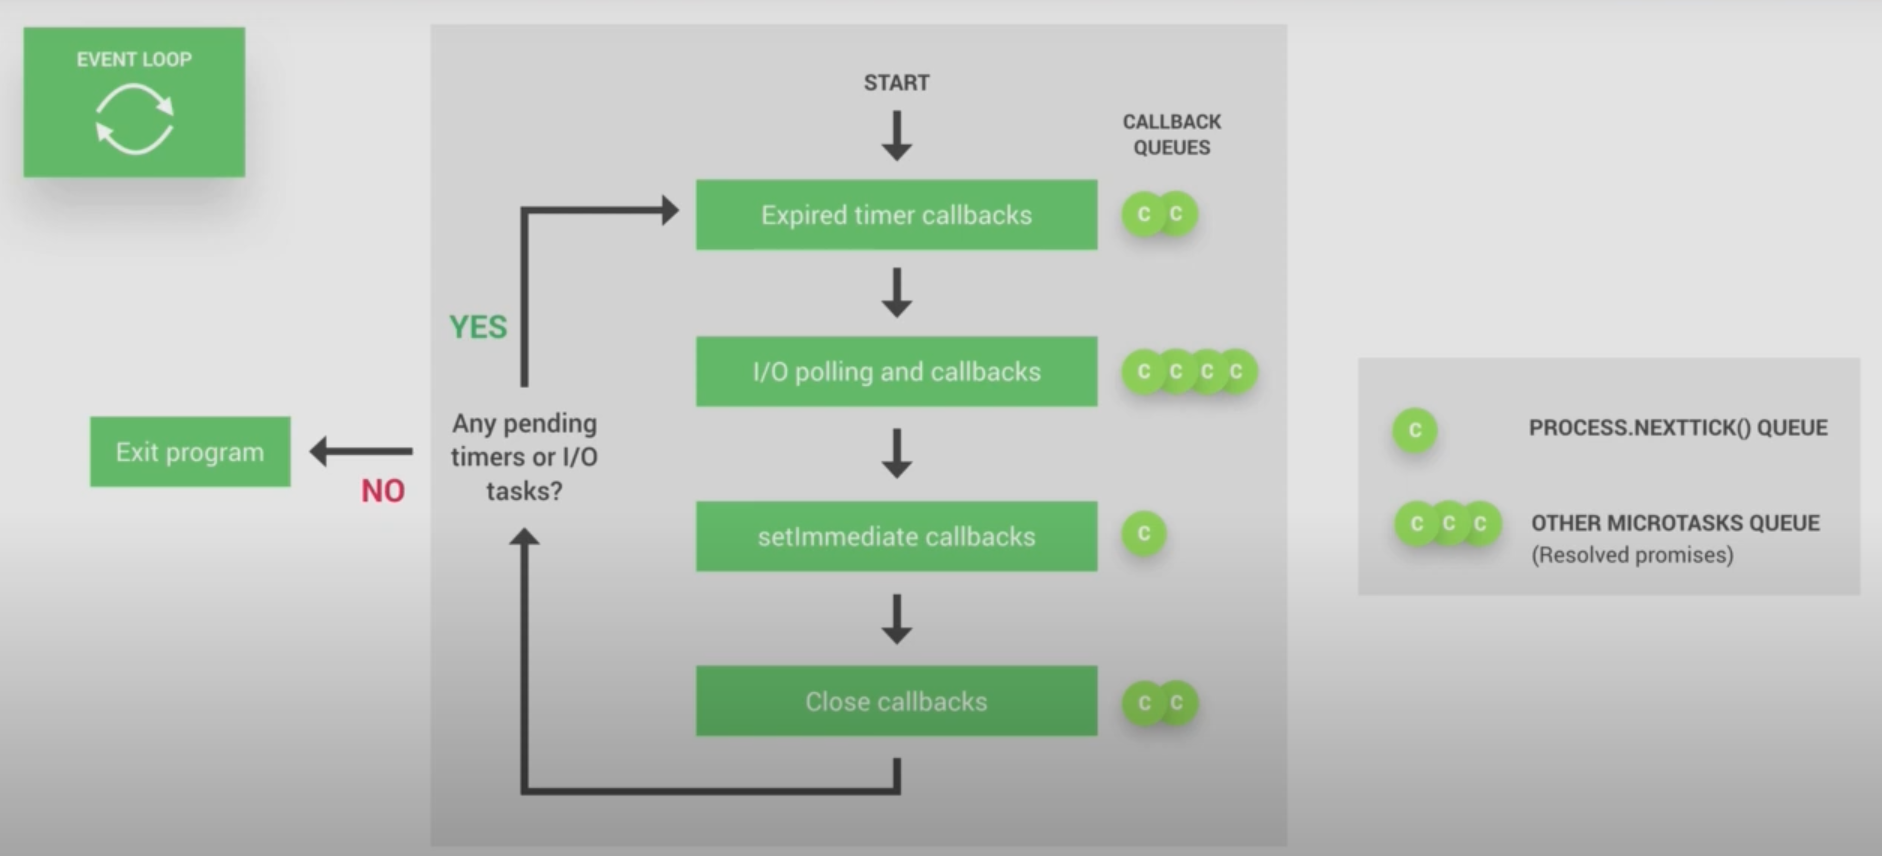 EVENT LOOP
START
CALLBACK
QUEUES
Expired timer callbacks
C C
YES
I/O polling and callbacks
C C C C
Any pending
timers or I/O
tasks?
Exit program
NO
setImmediate callbacks
C
Close callbacks
C C
C
PROCESS.NEXTTICK() QUEUE
C C C
OTHER MICROTASKS QUEUE
(Resolved promises)